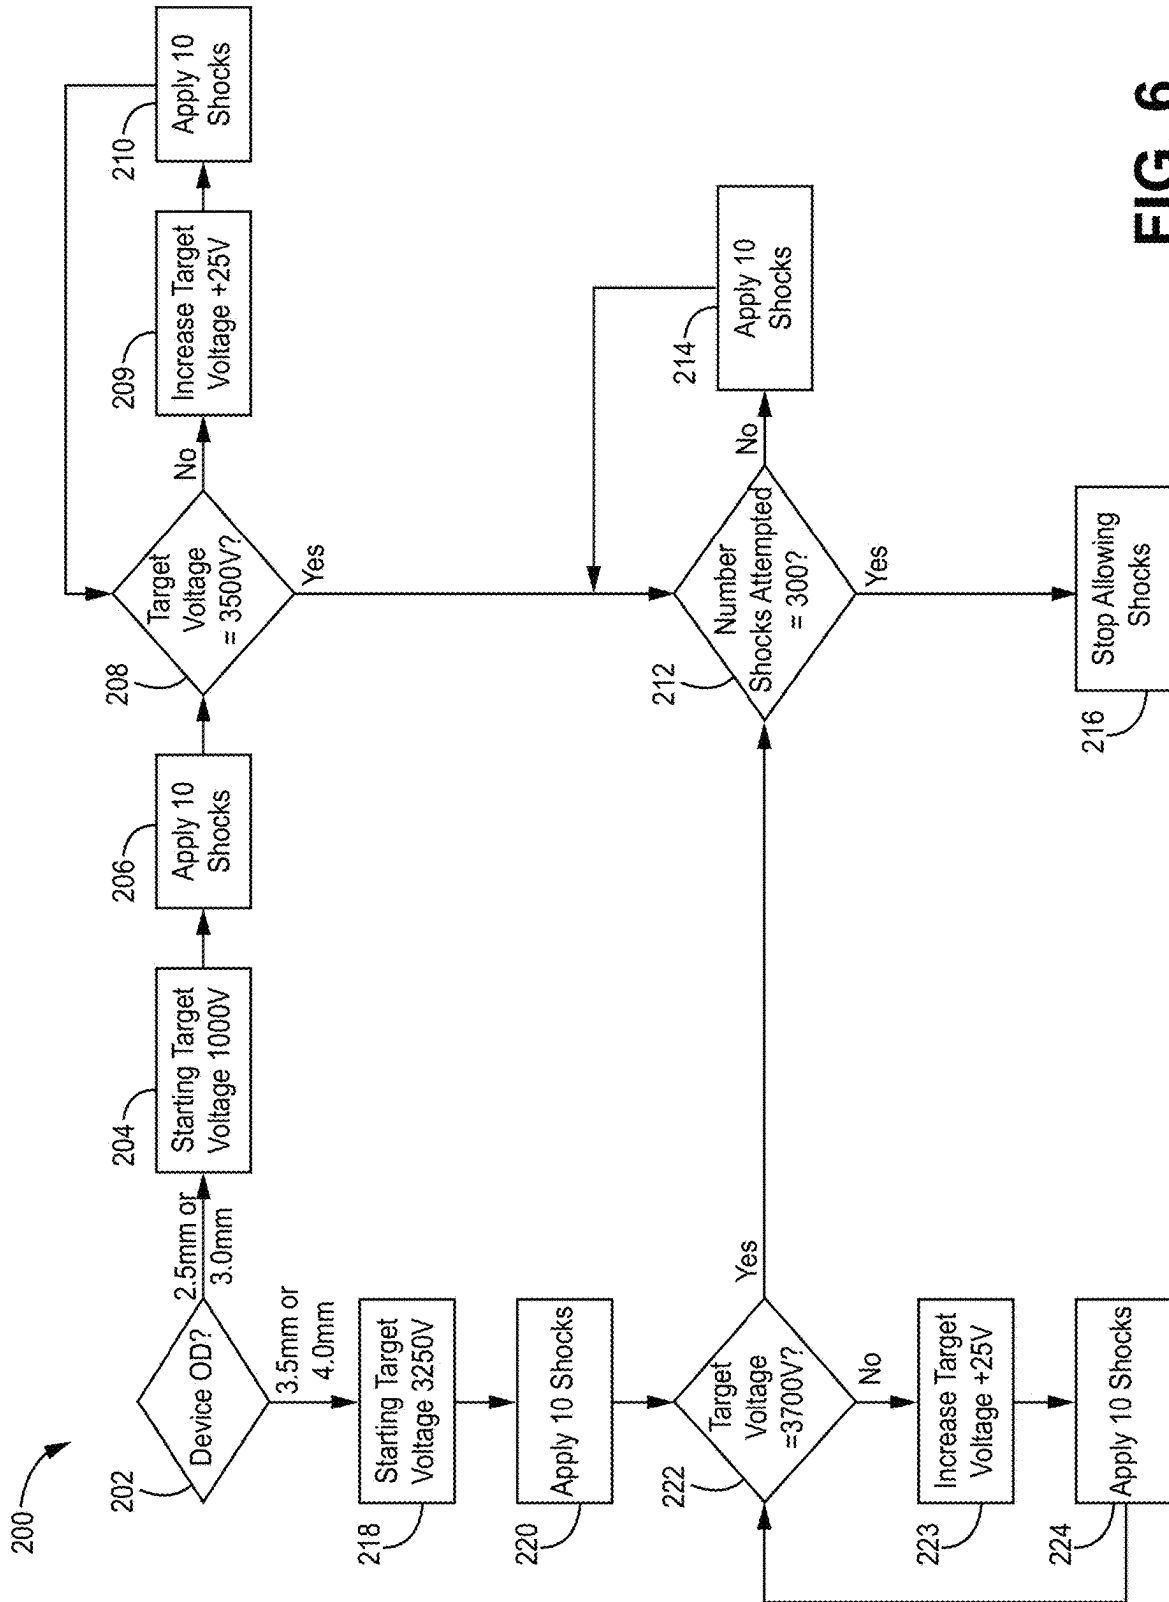 200
202
Device OD?
2.5mm or
3.0mm
3.5mm or
4.0mm
204
Starting Target
Voltage 1000V
206
Apply 10
Shocks
208
Target
Voltage
= 3500V?
No
Yes
209
Increase Target
Voltage +25V
210
Apply 10
Shocks
218
Starting Target
Voltage 3250V
220
Apply 10 Shocks
222
Target
Voltage
=3700V?
Yes
No
223
Increase Target
Voltage +25V
224
Apply 10 Shocks
212
Number
Shocks Attempted
= 300?
No
Yes
214
Apply 10
Shocks
216
Stop Allowing
Shocks
FIG. 6